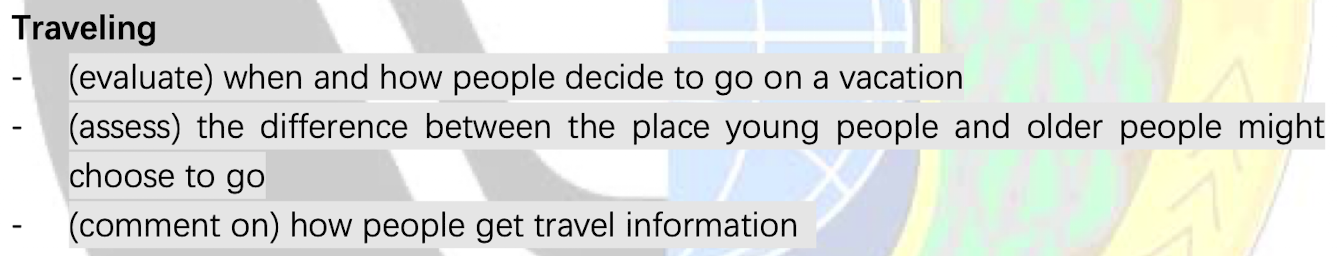 Traveling
- (evaluate) when and how people decide to go on a vacation
- (assess) the difference between the place young people and older people might
choose to go
- (comment on) how people get travel information